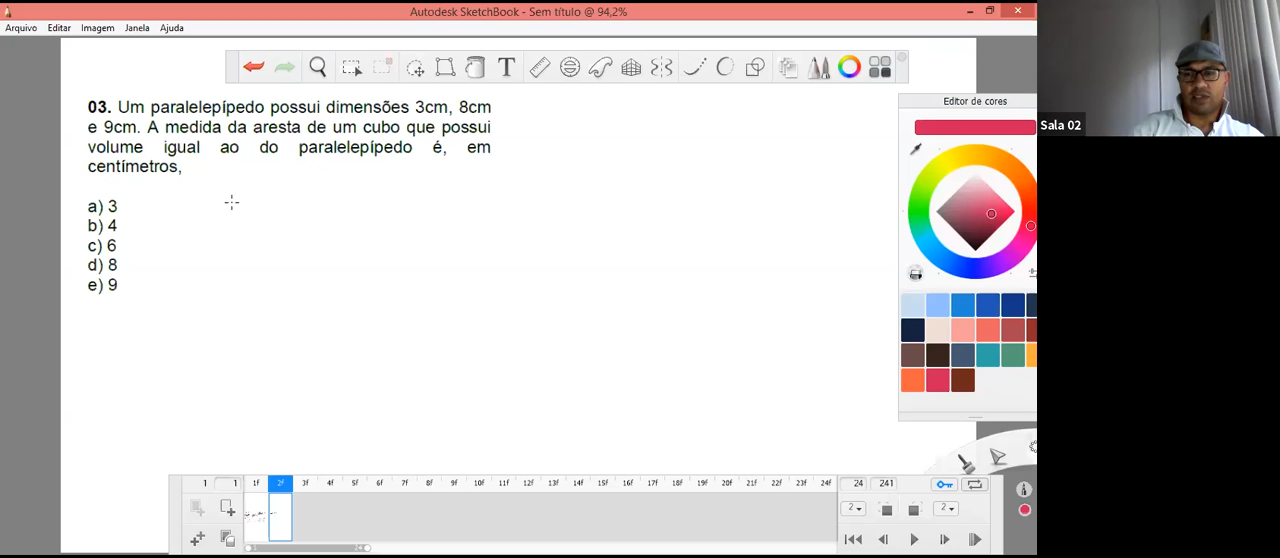 Autodesk SketchBook - Sem título @ 94,2%
Arquivo Editar Imagem Janela Ajuda
T
03. Um paralelepípedo possui dimensões 3cm, 8cm
e 9cm. A medida da aresta de um cubo que possui
volume igual ao do paralelepípedo é, em
centímetros,
a) 3
b) 4
c) 6
d) 8
e) 9
Editor de cores
Sala 02
1 1 1f 2f 3f 4f 5f 6f 7f 8f 9f 10f 11f 12f 13f 14f 15f 16f 17f 18f 19f 20f 21f 22f 23f 24f 24 241
2 2